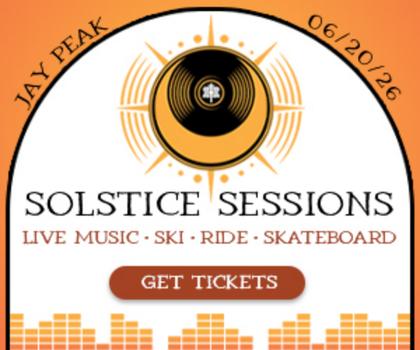 JAY PEAK
06/20/26
SOLSTICE SESSIONS
LIVE MUSIC · SKI · RIDE · SKATEBOARD
GET TICKETS